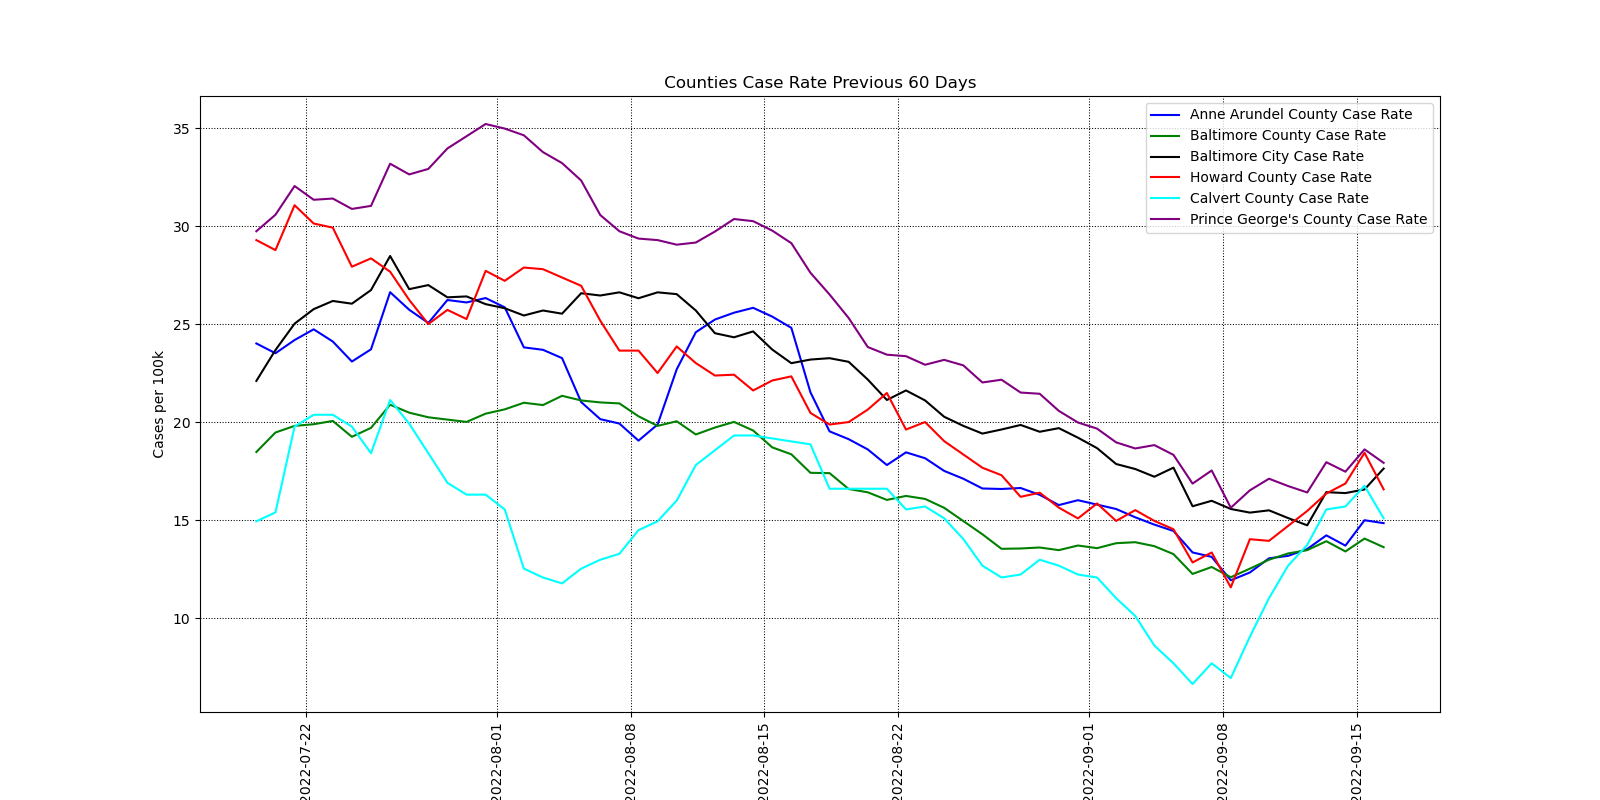 Counties Case Rate Previous 60 Days
Anne Arundel County Case Rate
Baltimore County Case Rate
Baltimore City Case Rate
Howard County Case Rate
Calvert County Case Rate
Prince George's County Case Rate
Cases per 100k
35
30
25
20
15
10
2022-07-22
2022-08-01
2022-08-08
2022-08-15
2022-08-22
2022-09-01
2022-09-08
2022-09-15